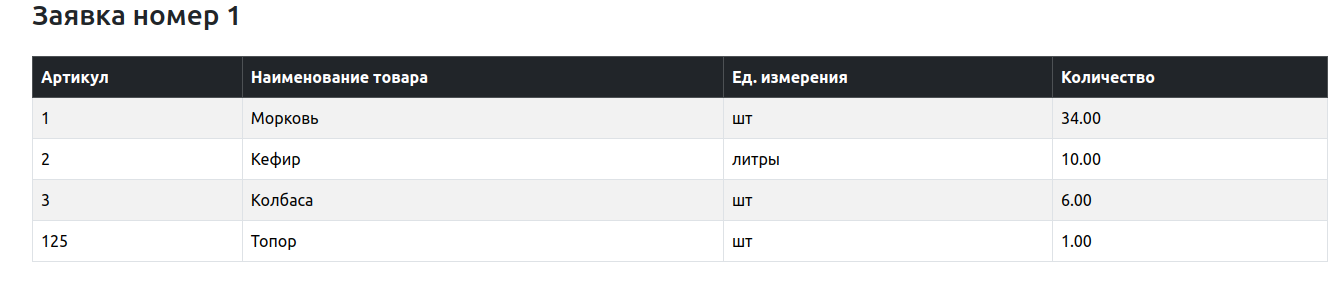 Заявка номер 1
Артикул Наименование товара Ед. измерения Количество
1 Морковь шт 34.00
2 Кефир литры 10.00
3 Колбаса шт 6.00
125 Топор шт 1.00